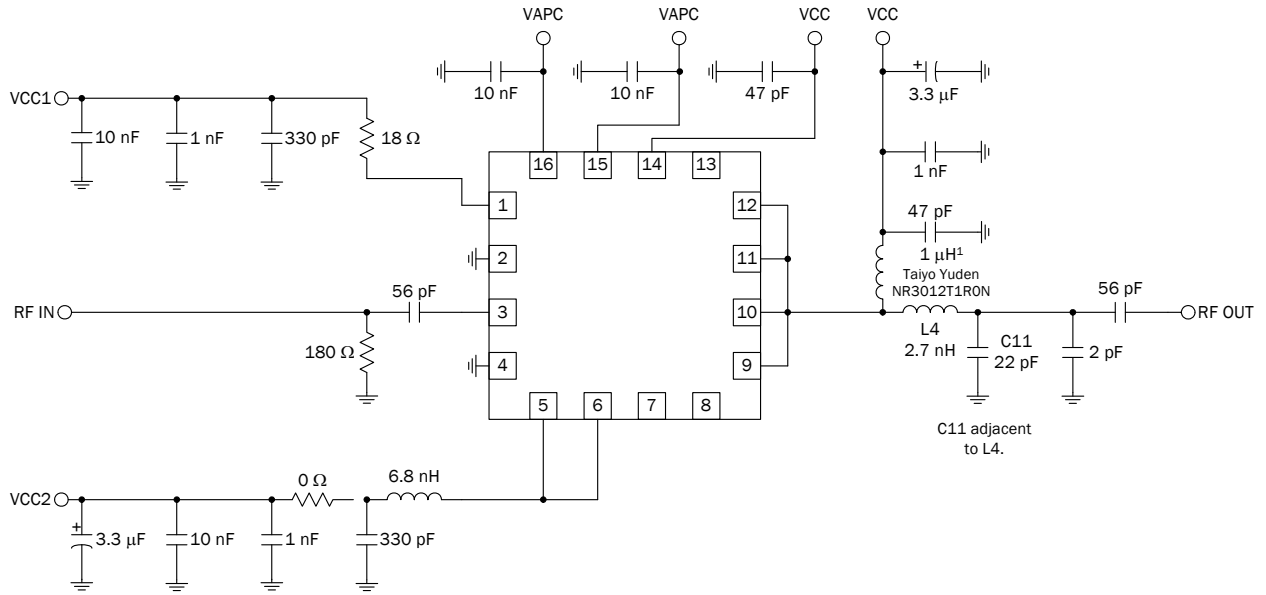 VAPC VAPC VCC VCC
10 nF 10 nF 47 pF + 3.3 μF
VCC1
10 nF 1 nF 330 pF 18 Ω
16 15 14 13
1 nF
1 12
47 pF
1 μH¹
Taiyo Yuden
NR3012T1R0N
2 11
56 pF 56 pF
RF IN 3 10 RF OUT
L4
2.7 nH
C11
22 pF
2 pF
180 Ω
4 9
5 6 7 8
C11 adjacent
to L4.
0 Ω 6.8 nH
VCC2
+ 3.3 μF 10 nF 1 nF 330 pF